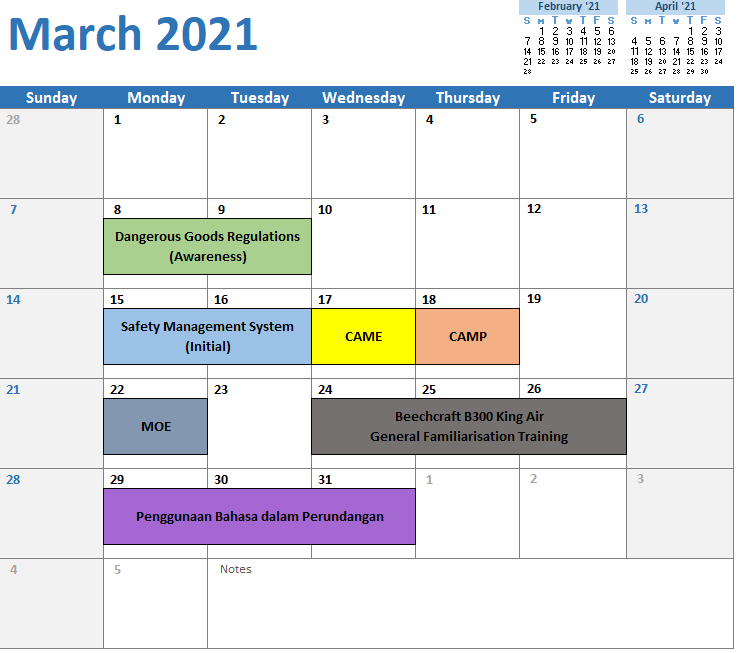 March 2021
February '21
S M T W T F S
1 2 3 4 5 6
7 8 9 10 11 12 13
14 15 16 17 18 19 20
21 22 23 24 25 26 27
28
April '21
S M T W T F S
1 2 3
4 5 6 7 8 9 10
11 12 13 14 15 16 17
18 19 20 21 22 23 24
25 26 27 28 29 30
Sunday Monday Tuesday Wednesday Thursday Friday Saturday
28 1 2 3 4 5 6
7 8 9 10 11 12 13
Dangerous Goods Regulations
(Awareness)
14 15 16 17 18 19 20
Safety Management System
(Initial)
CAME
CAMP
21 22 23 24 25 26 27
MOE
Beechcraft B300 King Air
General Familiarisation Training
28 29 30 31 1 2 3
Penggunaan Bahasa dalam Perundangan
4 5 Notes